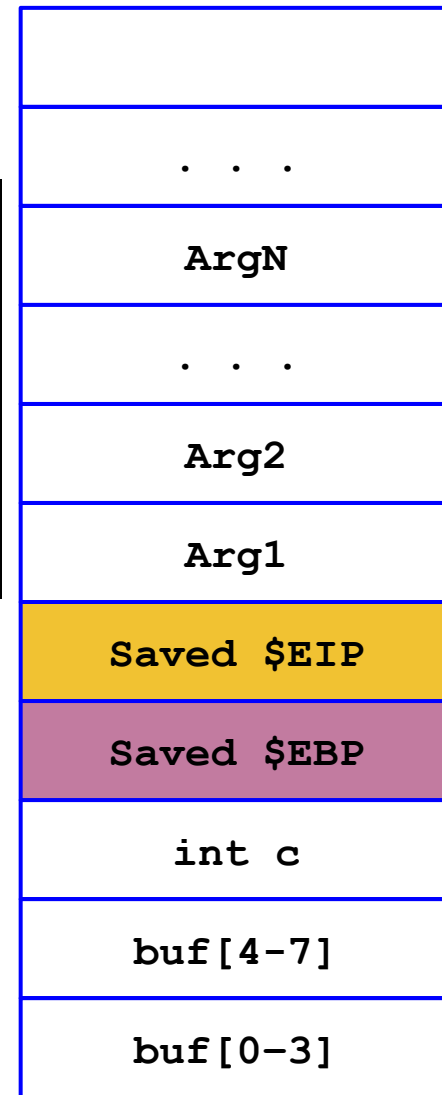 . . .
ArgN
. . .
Arg2
Arg1
Saved $EIP
Saved $EBP
int c
buf[4-7]
buf[0–3]